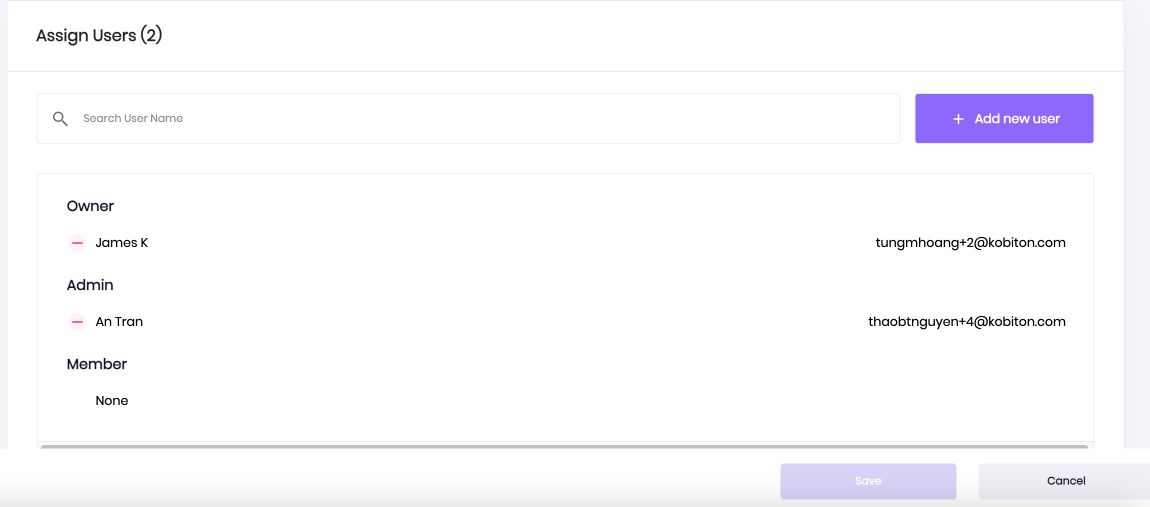 Assign Users (2)
Search User Name
+ Add new user
Owner
James K tungmhoang+2@kobiton.com
Admin
An Tran thaobtnguyen+4@kobiton.com
Member
None
Save Cancel